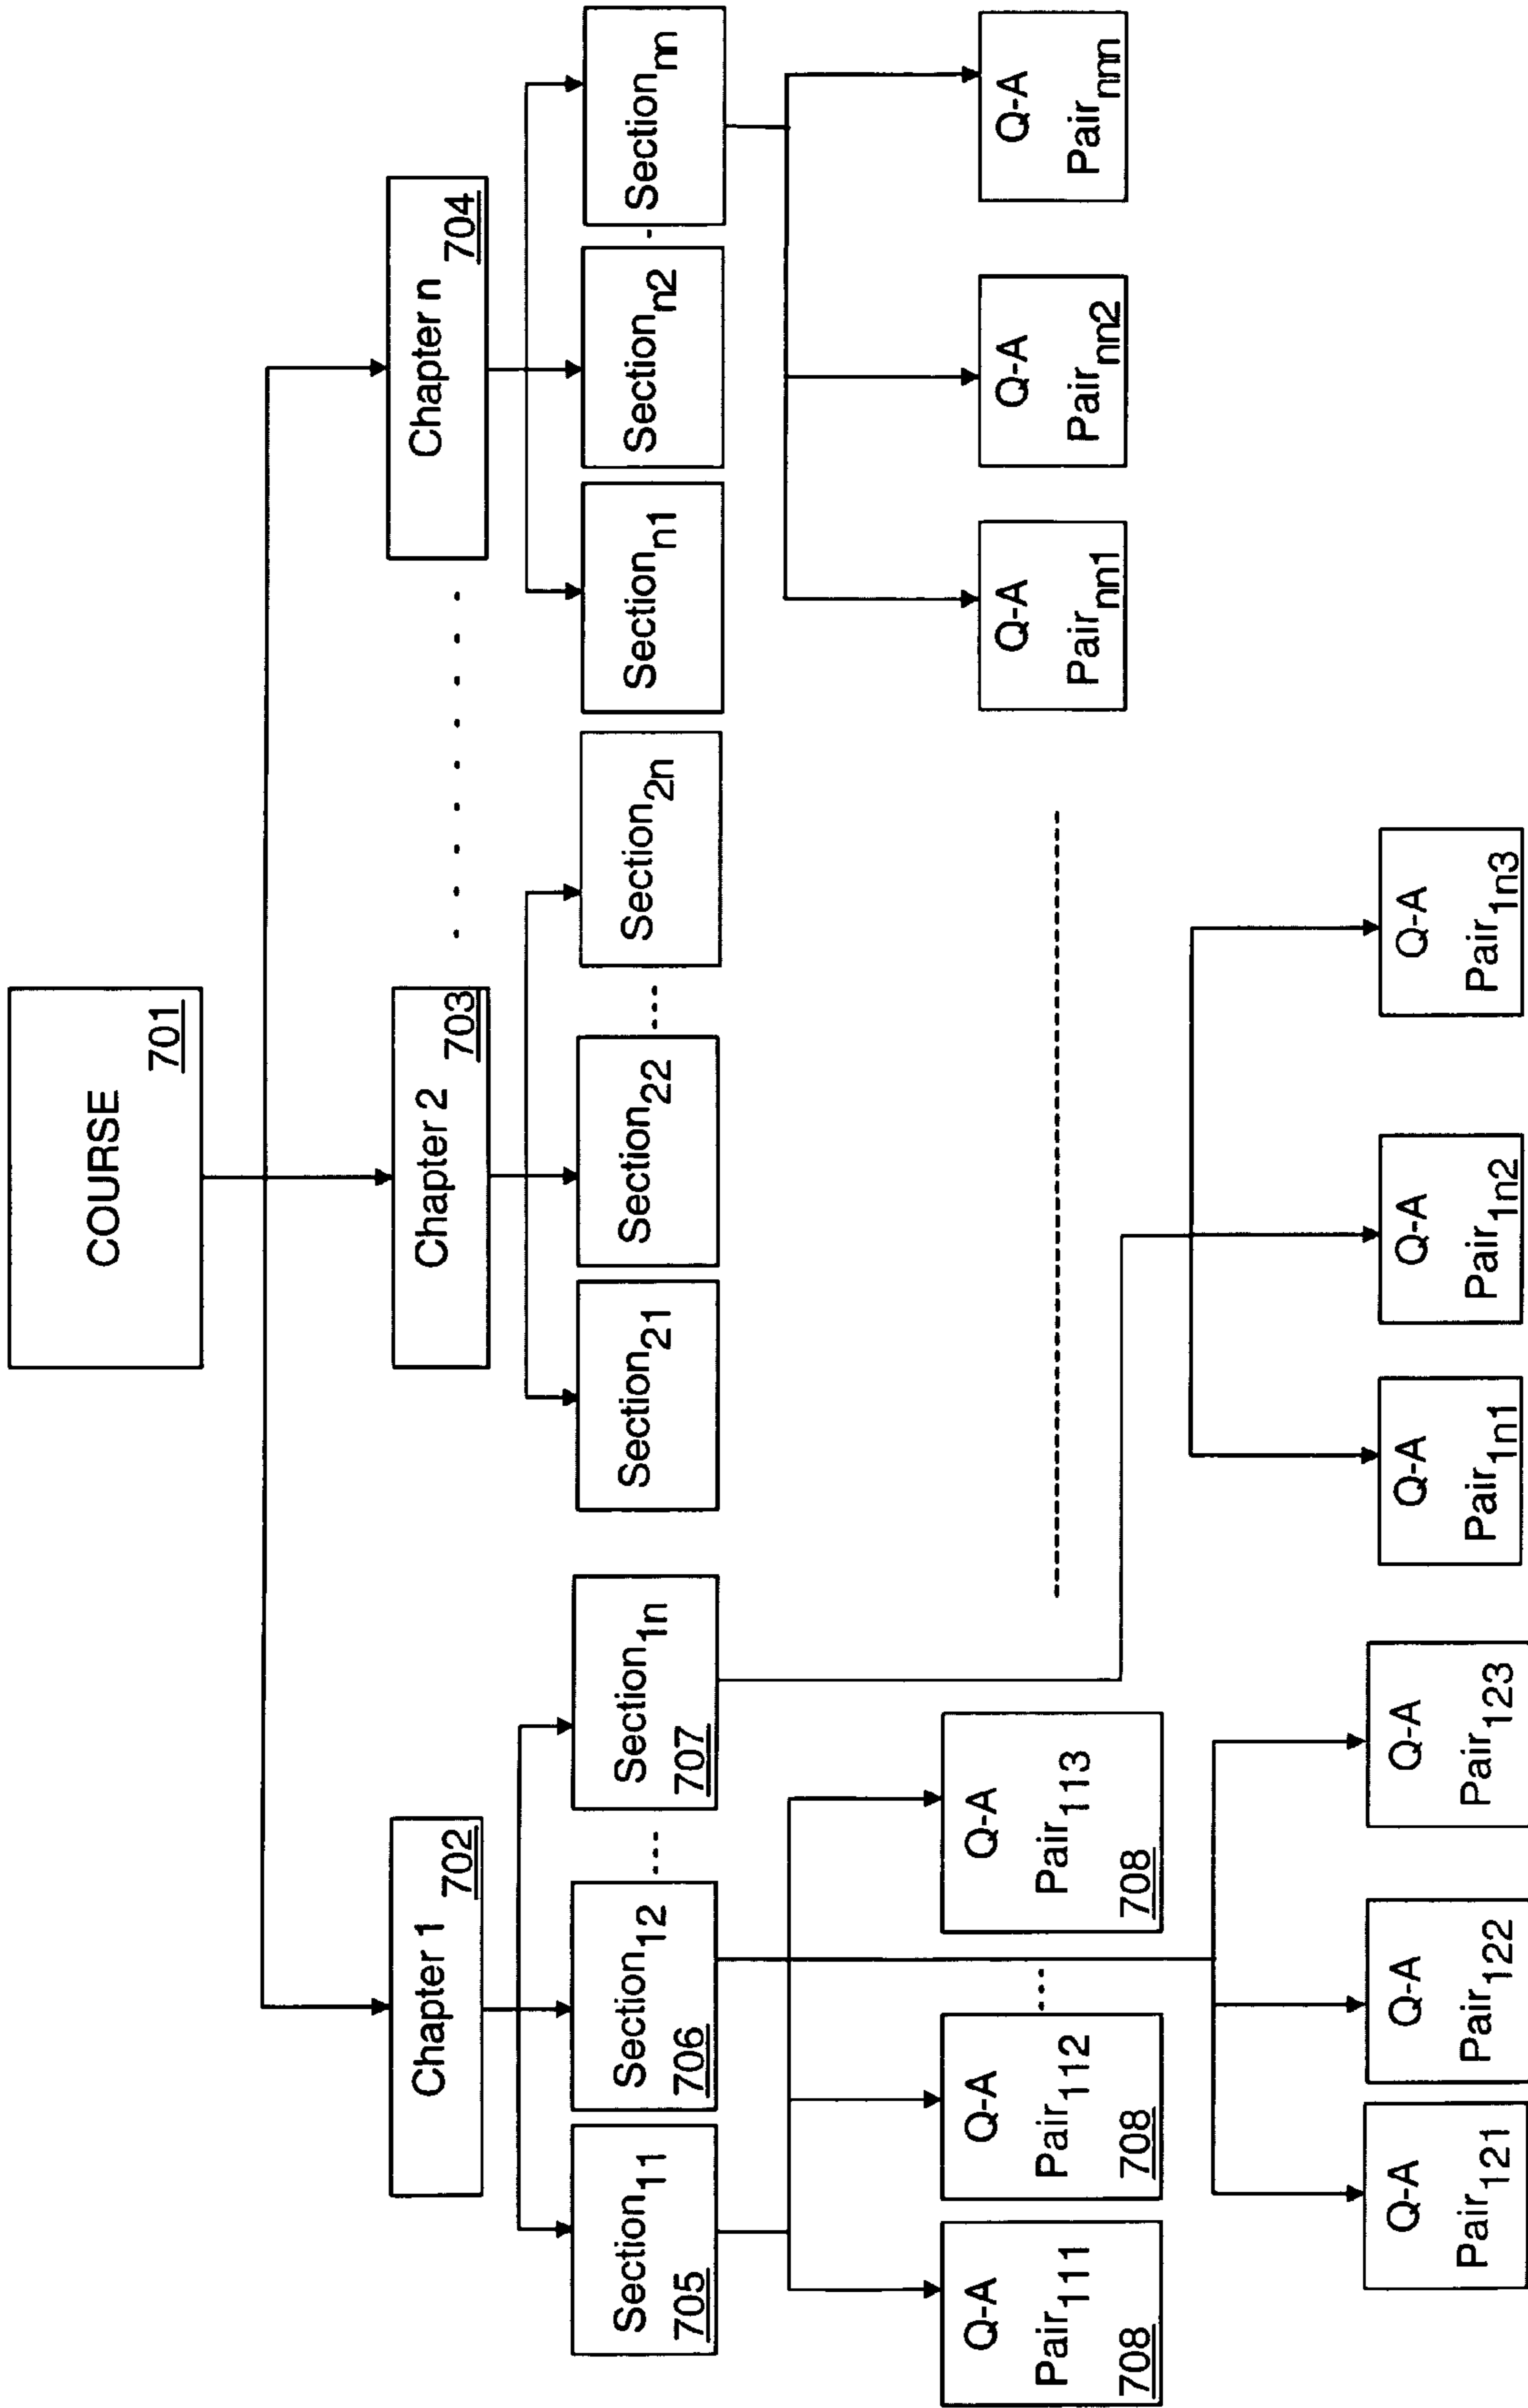 COURSE
701
Chapter 1
702
Chapter 2
703
Chapter n
704
Section11
705
Section12
706
Section1n
707
Section21
Section22
Section2n
Sectionn1
Sectionn2
Sectionnn
Q-A
Pair111
708
Q-A
Pair112
708
Q-A
Pair113
708
Q-A
Pairnn1
Q-A
Pairnn2
Q-A
Pairnnn
Q-A
Pair121
Q-A
Pair122
Q-A
Pair123
Q-A
Pair1n1
Q-A
Pair1n2
Q-A
Pair1n3